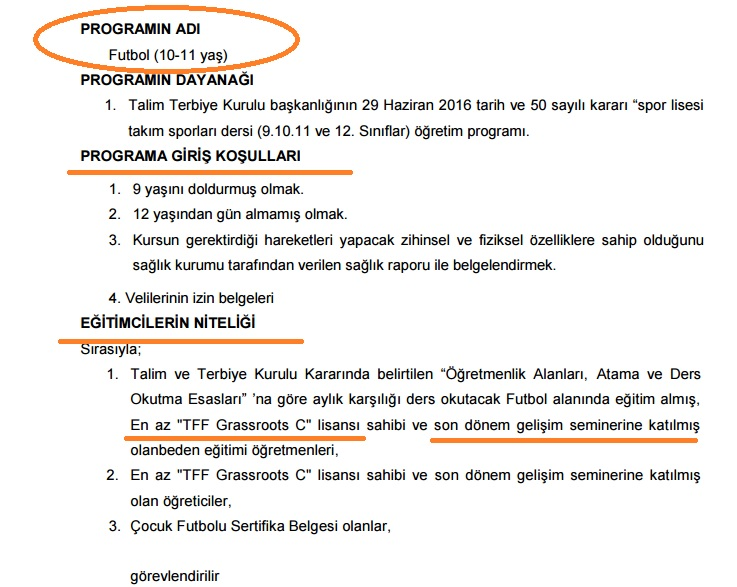 PROGRAMIN ADI
Futbol (10-11 yaş)
PROGRAMIN DAYANAĞI
1. Talim Terbiye Kurulu başkanlığının 29 Haziran 2016 tarih ve 50 sayılı kararı “spor lisesi
takım sporları dersi (9.10.11 ve 12. Sınıflar) öğretim programı.
PROGRAMA GİRİŞ KOŞULLARI
1. 9 yaşını doldurmuş olmak.
2. 12 yaşından gün almamış olmak.
3. Kursun gerektirdiği hareketleri yapacak zihinsel ve fiziksel özelliklere sahip olduğunu
sağlık kurumu tarafından verilen sağlık raporu ile belgelendirmek.
4. Velilerinin izin belgeleri
EĞİTİMCİLERİN NİTELİĞİ
Sırasıyla;
1. Talim ve Terbiye Kurulu Kararında belirtilen “Öğretmenlik Alanları, Atama ve Ders
Okutma Esasları” ’na göre aylık karşılığı ders okutacak Futbol alanında eğitim almış,
En az "TFF Grassroots C" lisansı sahibi ve son dönem gelişim seminerine katılmış
olanbeden eğitimi öğretmenleri,
2. En az "TFF Grassroots C" lisansı sahibi ve son dönem gelişim seminerine katılmış
olan öğreticiler,
3. Çocuk Futbolu Sertifika Belgesi olanlar,
görevlendirilir